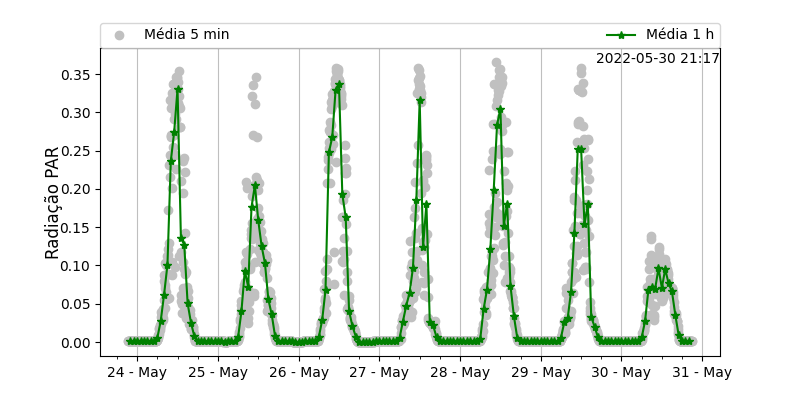 Média 5 min
Média 1 h
2022-05-30 21:17
Radiação PAR
0.35
0.30
0.25
0.20
0.15
0.10
0.05
0.00
24 - May
25 - May
26 - May
27 - May
28 - May
29 - May
30 - May
31 - May